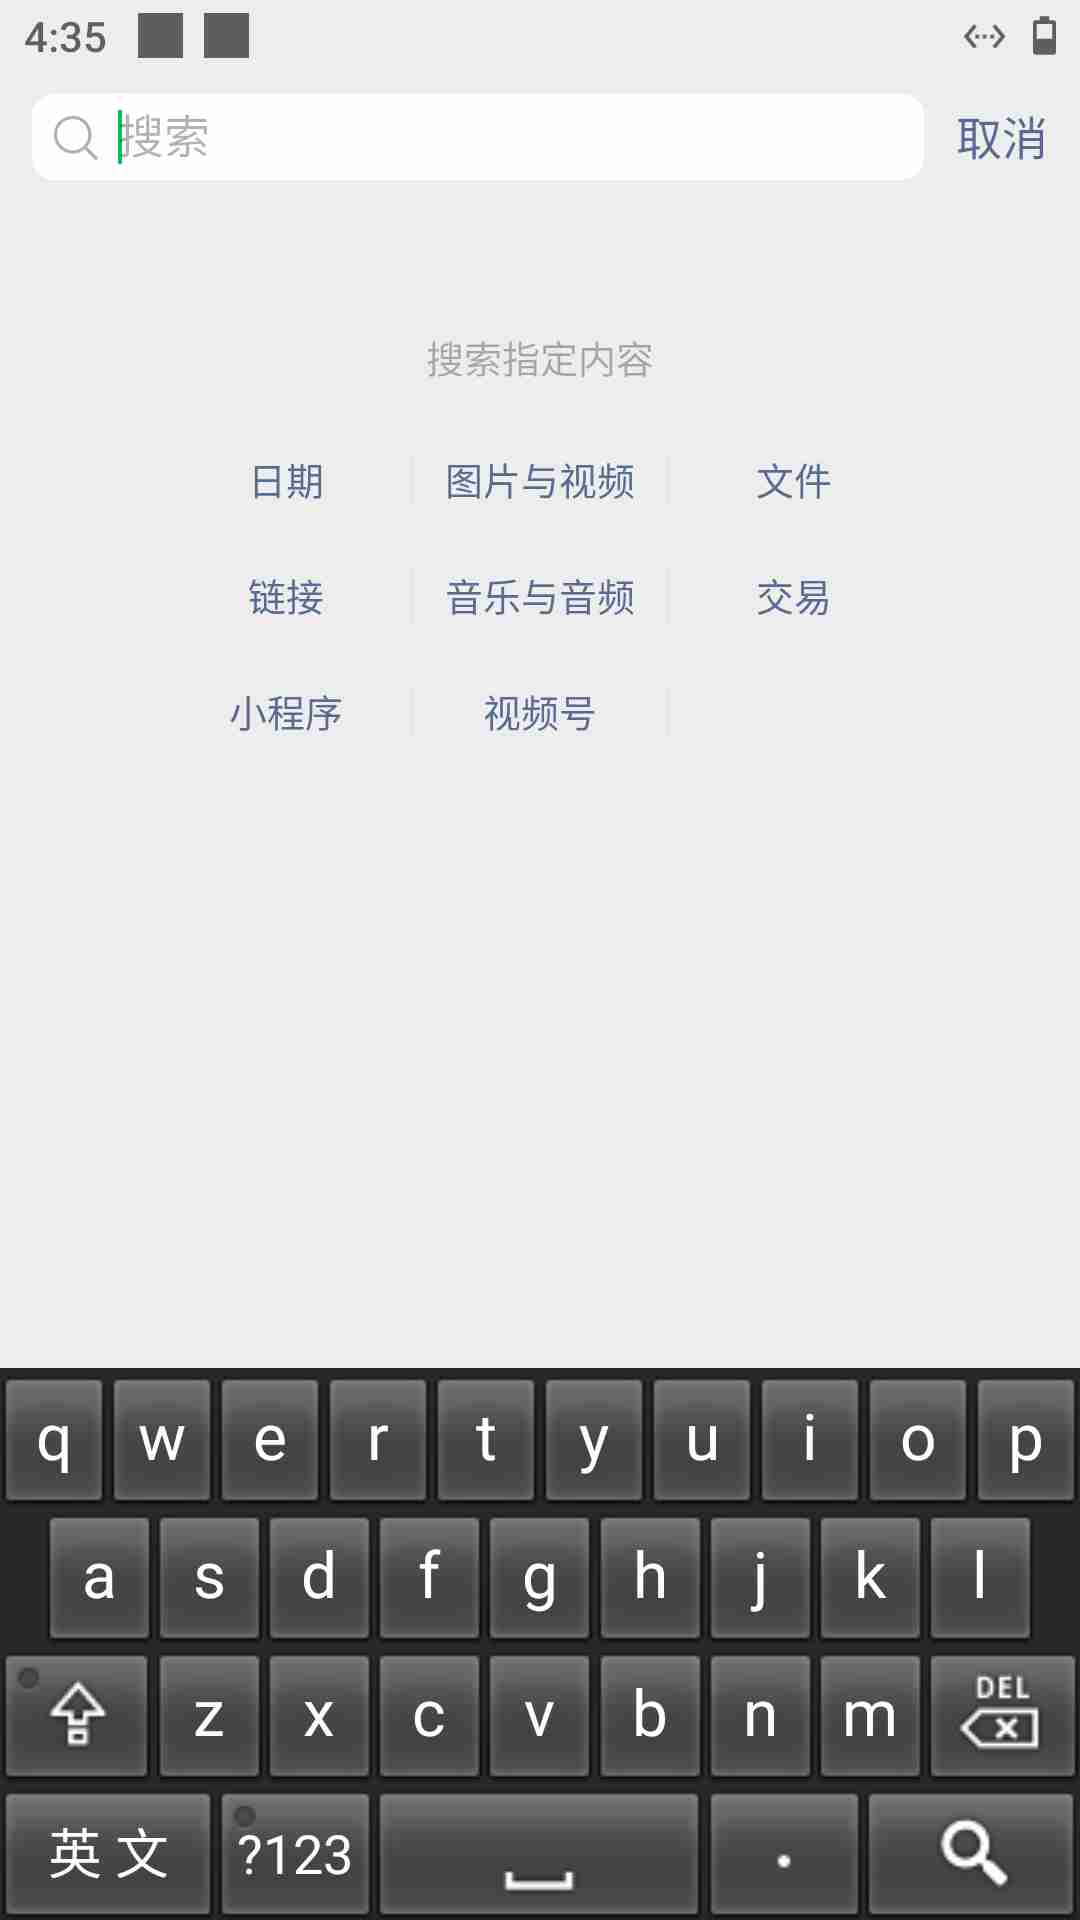 4:35
搜索 取消
搜索指定内容
日期 图片与视频 文件
链接 音乐与音频 交易
小程序 视频号
q w e r t y u i o p
a s d f g h j k l
z x c v b n m DEL
英文 ?123 .